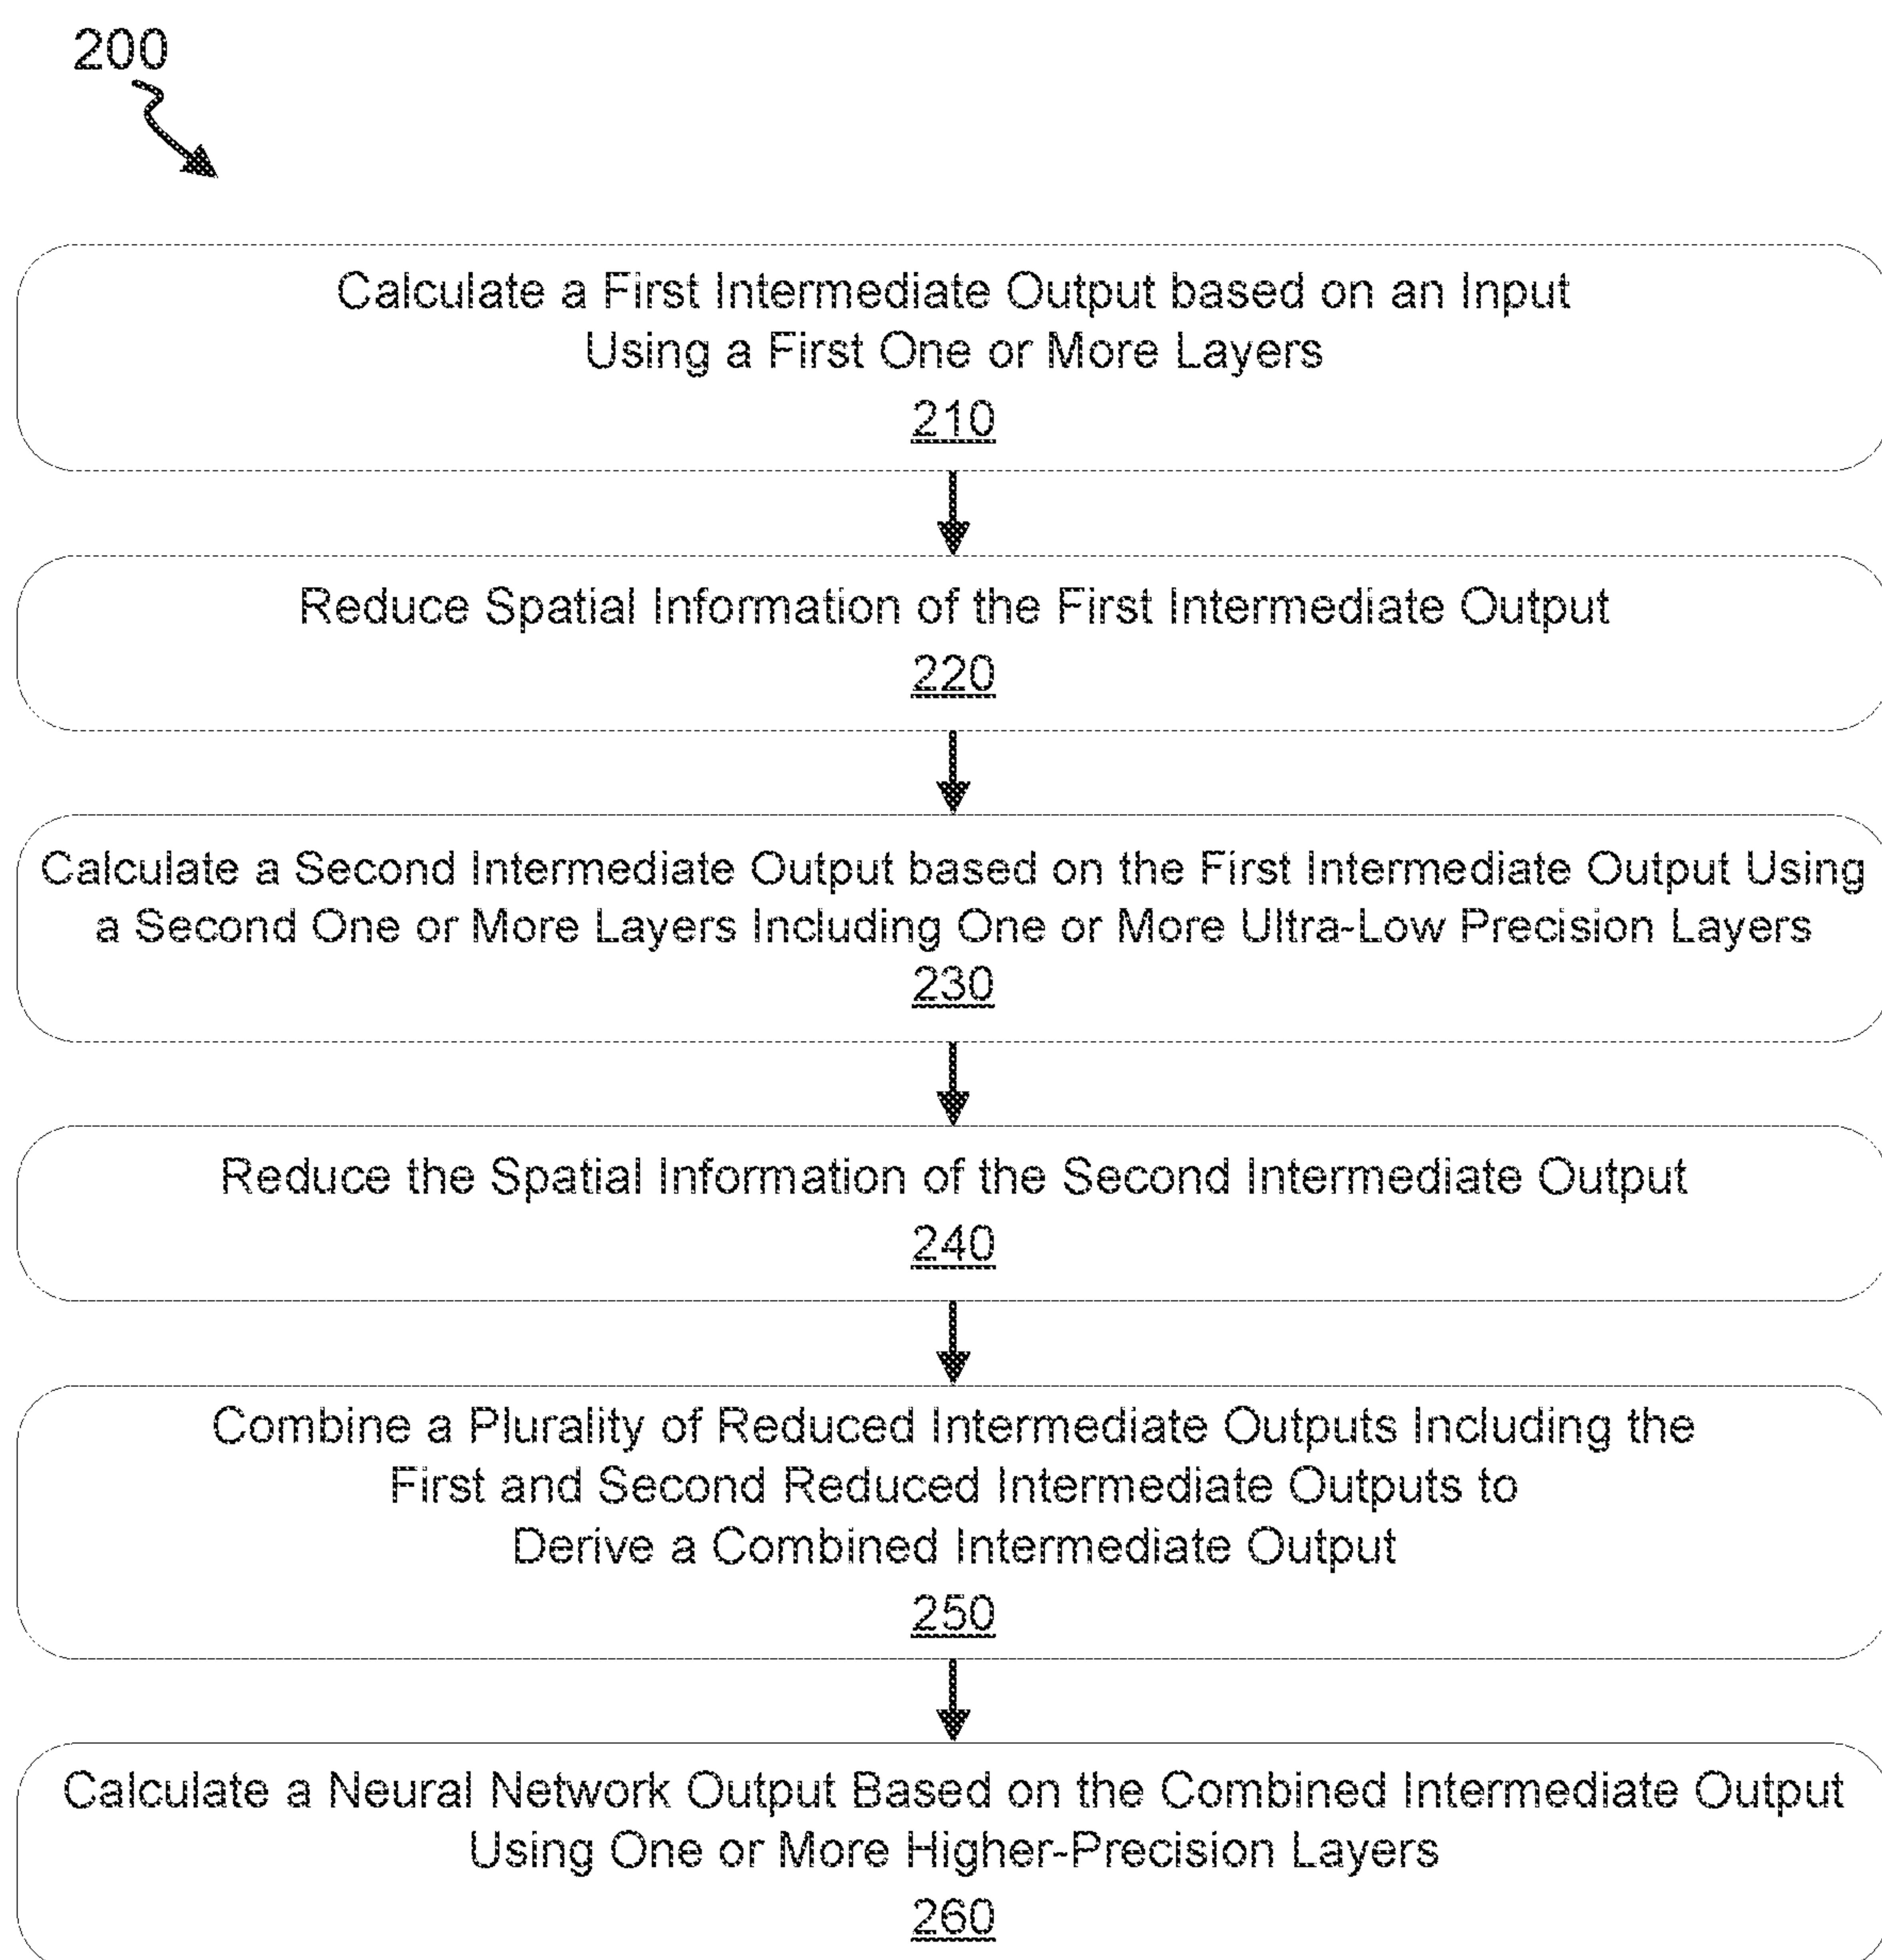 200
Calculate a First Intermediate Output based on an Input
Using a First One or More Layers
210
Reduce Spatial Information of the First Intermediate Output
220
Calculate a Second Intermediate Output based on the First Intermediate Output Using
a Second One or More Layers Including One or More Ultra-Low Precision Layers
230
Reduce the Spatial Information of the Second Intermediate Output
240
Combine a Plurality of Reduced Intermediate Outputs Including the
First and Second Reduced Intermediate Outputs to
Derive a Combined Intermediate Output
250
Calculate a Neural Network Output Based on the Combined Intermediate Output
Using One or More Higher-Precision Layers
260